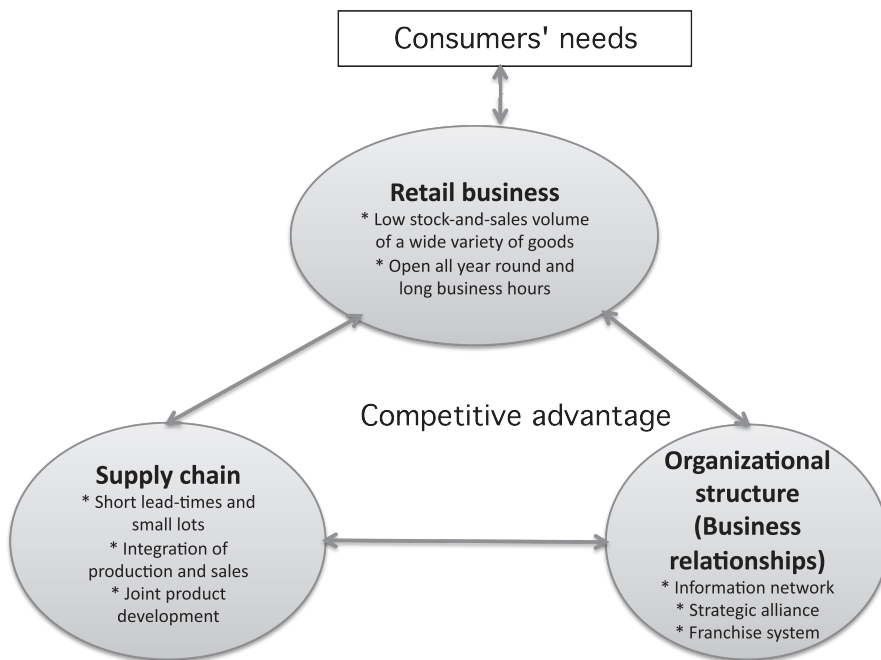 Consumers' needs
Retail business
* Low stock-and-sales volume
of a wide variety of goods
* Open all year round and
long business hours
Competitive advantage
Supply chain
* Short lead-times and
small lots
* Integration of
production and sales
* Joint product
development
Organizational
structure
(Business
relationships)
* Information network
* Strategic alliance
* Franchise system